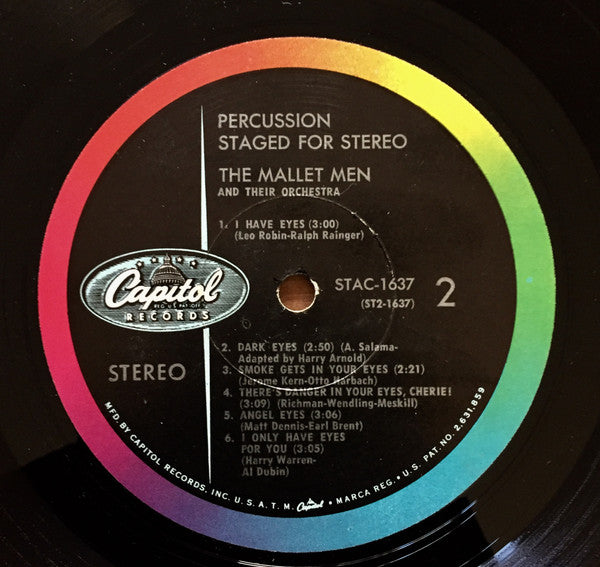 PERCUSSION
STAGED FOR STEREO
THE MALLET MEN
AND THEIR ORCHESTRA
1. I HAVE EYES (3:00)
(Leo Robin-Ralph Rainger)
Capitol
REG. U.S. PAT. OFF.
RECORDS
STAC-1637
(ST2-1637)
2
STEREO
2. DARK EYES (2:50) (A. Salama-
Adapted by Harry Arnold)
3. SMOKE GETS IN YOUR EYES (2:21)
(Jerome Kern-Otto Harbach)
4. THERE'S DANGER IN YOUR EYES, CHERIE!
(3:09) (Richman-Wendling-Meskill)
5. ANGEL EYES (3:06)
(Matt Dennis-Earl Brent)
6. I ONLY HAVE EYES
FOR YOU (3:05)
(Harry Warren-
Al Dubin)
MFD. BY CAPITOL RECORDS, INC. U. S. A. T. M. Capitol • MARCA REG. • U. S. PAT. NO. 2,631,859